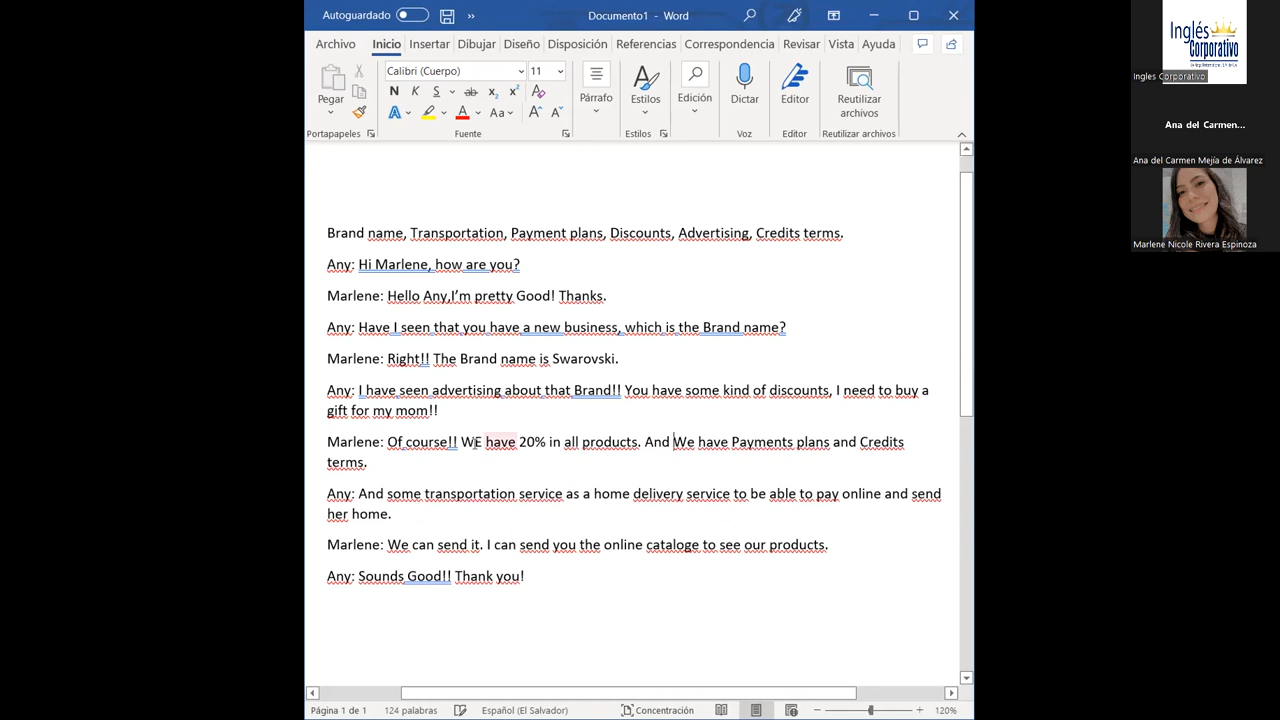 Autoguardado
»
Documento1 - Word
Archivo Inicio Insertar Dibujar Diseño Disposición Referencias Correspondencia Revisar Vista Ayuda
Pegar
Calibri (Cuerpo) 11
N K S ab x₂ x² A
A A Aa A A
Párrafo
Estilos
Edición
Dictar
Editor
Reutilizar archivos
Portapapeles Fuente Estilos Voz Editor Reutilizar archivos
Brand name, Transportation, Payment plans, Discounts, Advertising, Credits terms.
Any: Hi Marlene, how are you?
Marlene: Hello Any,I’m pretty Good! Thanks.
Any: Have I seen that you have a new business, which is the Brand name?
Marlene: Right!! The Brand name is Swarovski.
Any: I have seen advertising about that Brand!! You have some kind of discounts, I need to buy a
gift for my mom!!
Marlene: Of course!! WE have 20% in all products. And We have Payments plans and Credits
terms.
Any: And some transportation service as a home delivery service to be able to pay online and send
her home.
Marlene: We can send it. I can send you the online cataloge to see our products.
Any: Sounds Good!! Thank you!
Página 1 de 1 124 palabras Español (El Salvador) Concentración 120%
Inglés
Corporativo
Ingles Corporativo
Ana del Carmen...
Ana del Carmen Mejía de Álvarez
Marlene Nicole Rivera Espinoza